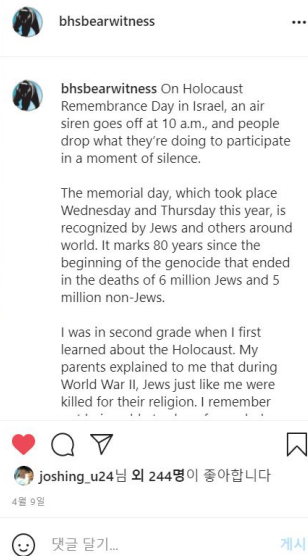 bhsbearwitness
bhsbearwitness On Holocaust
Remembrance Day in Israel, an air
siren goes off at 10 a.m., and people
drop what they're doing to participate
in a moment of silence.
The memorial day, which took place
Wednesday and Thursday this year, is
recognized by Jews and others around
world. It marks 80 years since the
beginning of the genocide that ended
in the deaths of 6 million Jews and 5
million non-Jews.
I was in second grade when I first
learned about the Holocaust. My
parents explained to me that during
World War II, Jews just like me were
killed for their religion. I remember
joshing_u24님 외 244명이 좋아합니다
4월 9일
댓글 달기...
게시